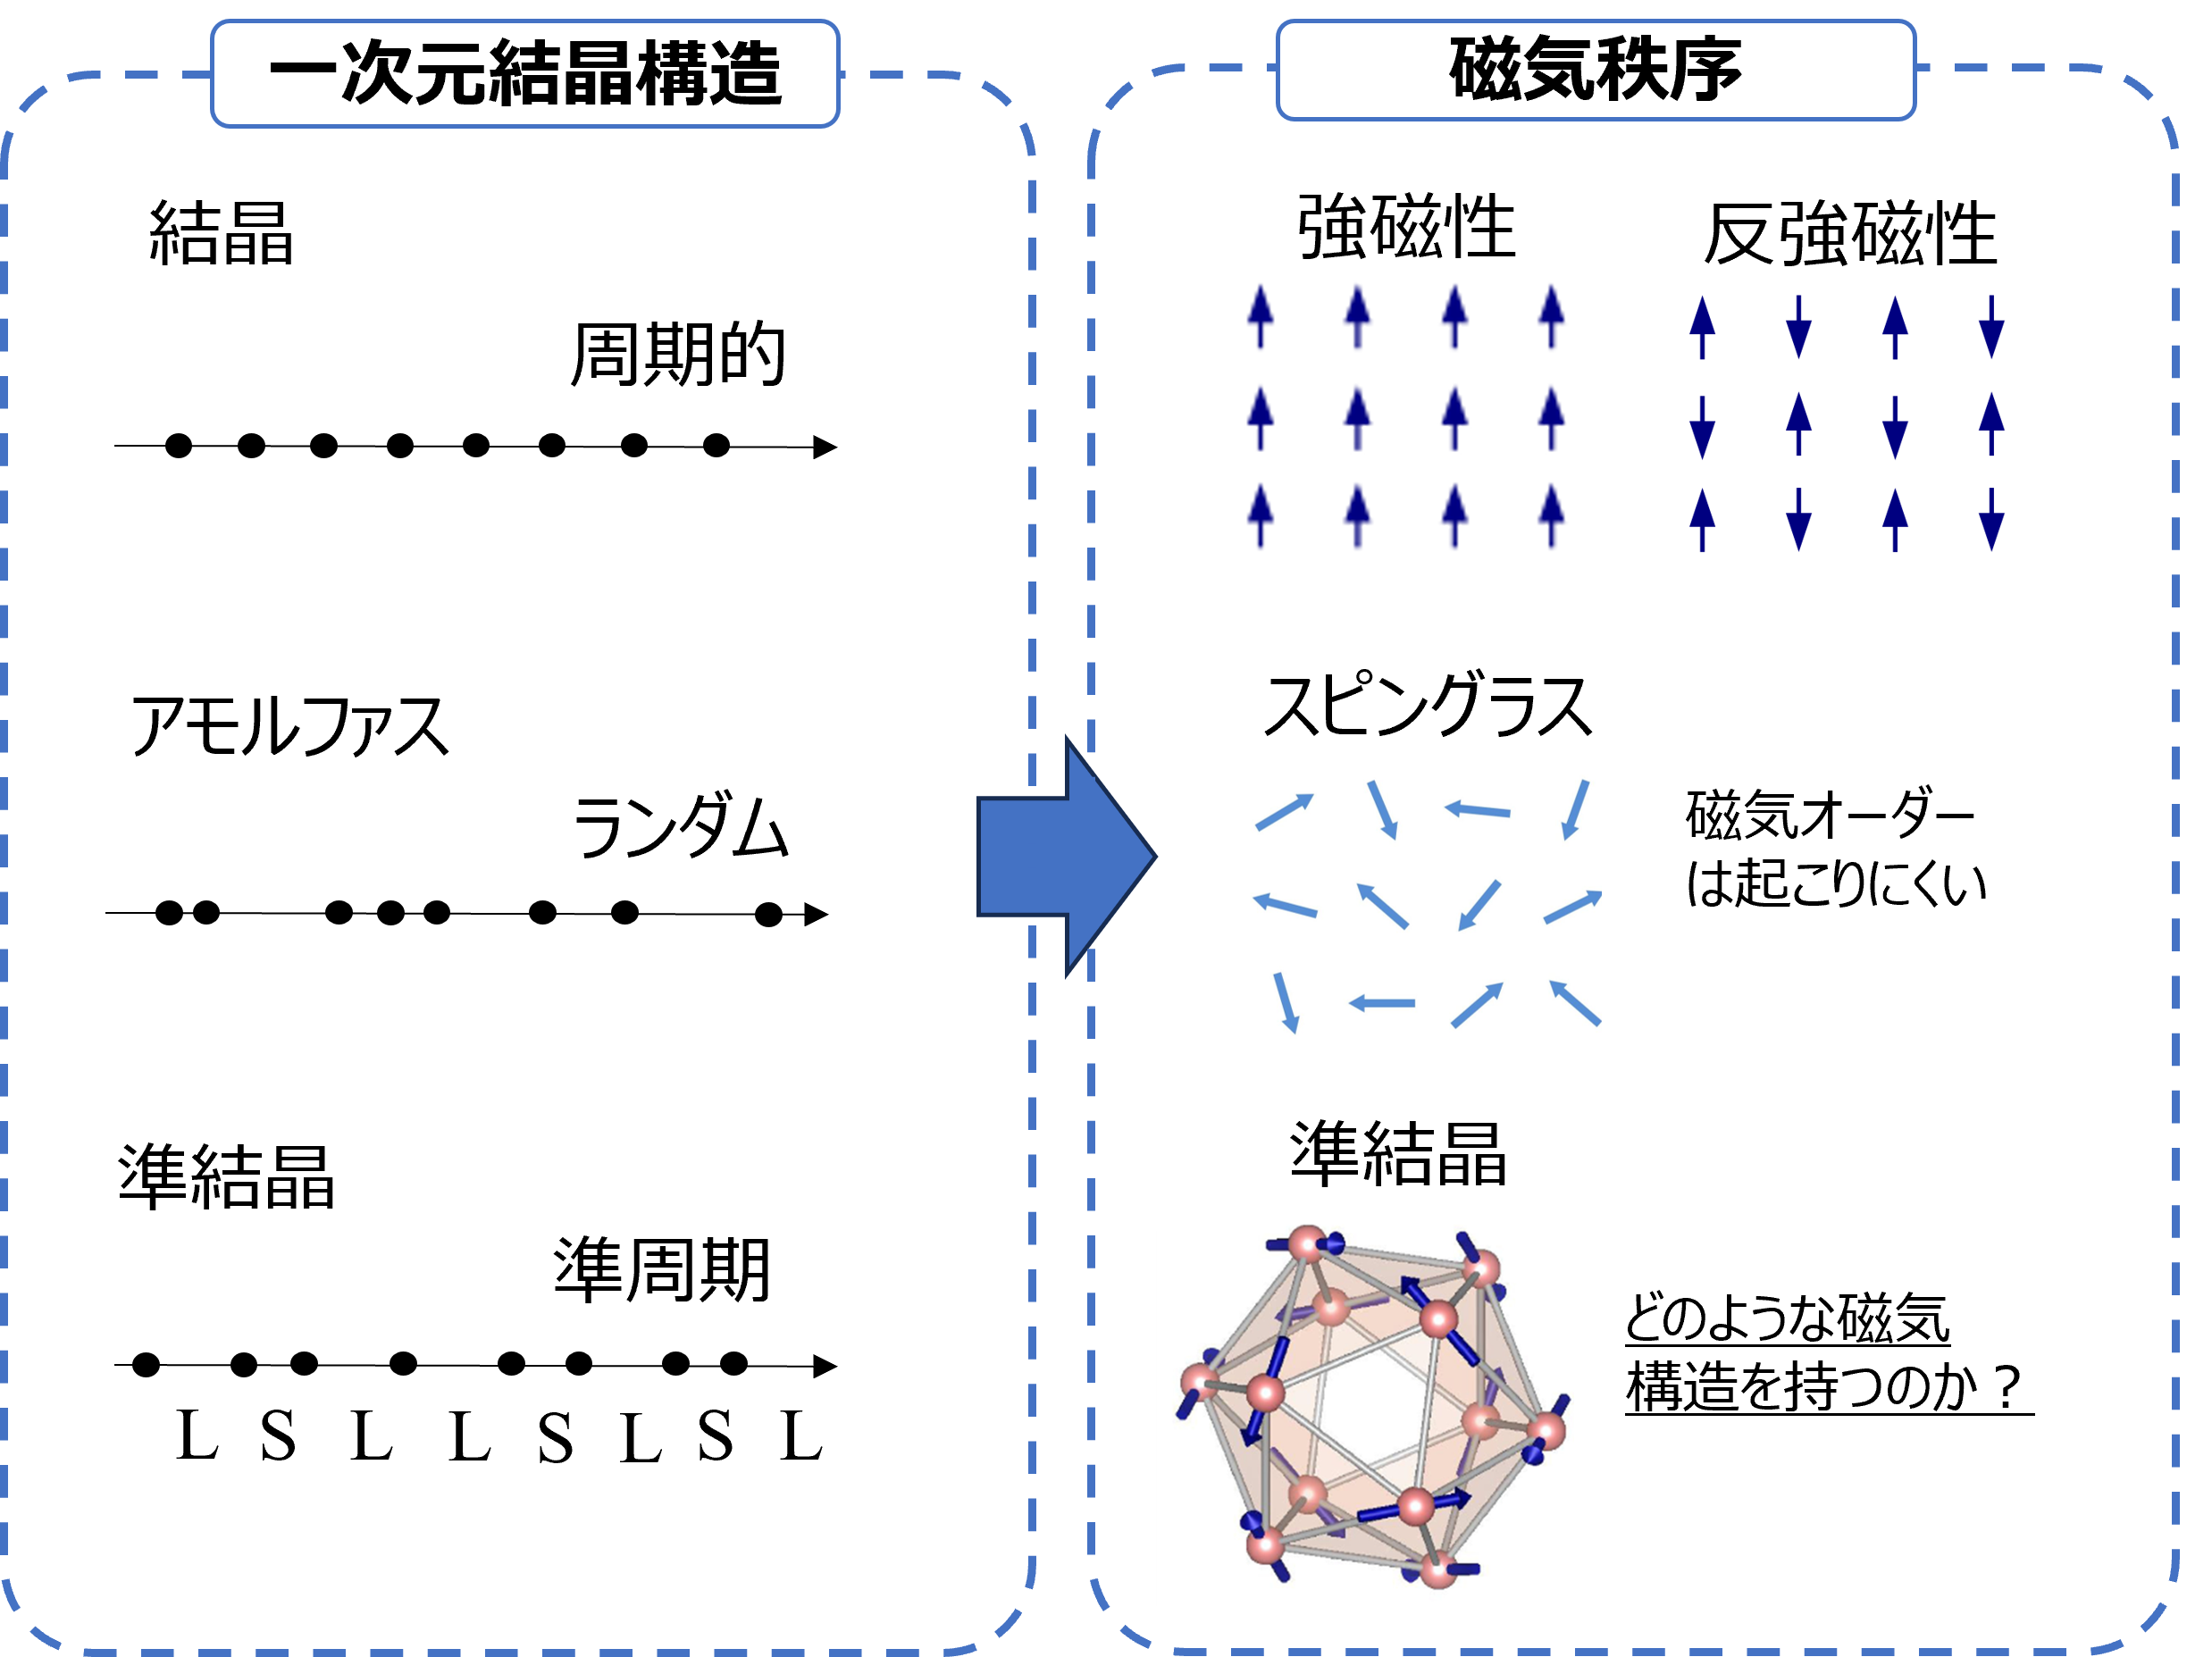 一次元結晶構造
結晶
周期的
アモルファス
ランダム
準結晶
準周期
L S L L S L S L
磁気秩序
強磁性
反強磁性
スピングラス
磁気オーダー
は起こりにくい
準結晶
どのような磁気
構造を持つのか？